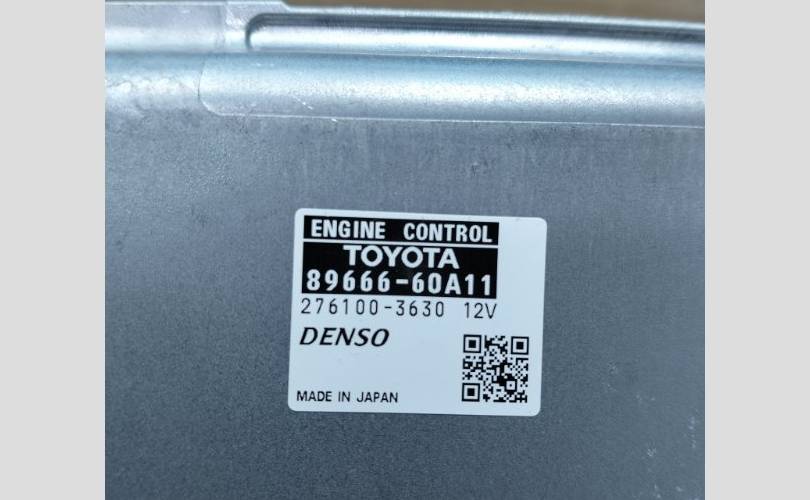 ENGINE CONTROL
TOYOTA
89666-60A11
276100-3630 12V
DENSO
MADE IN JAPAN